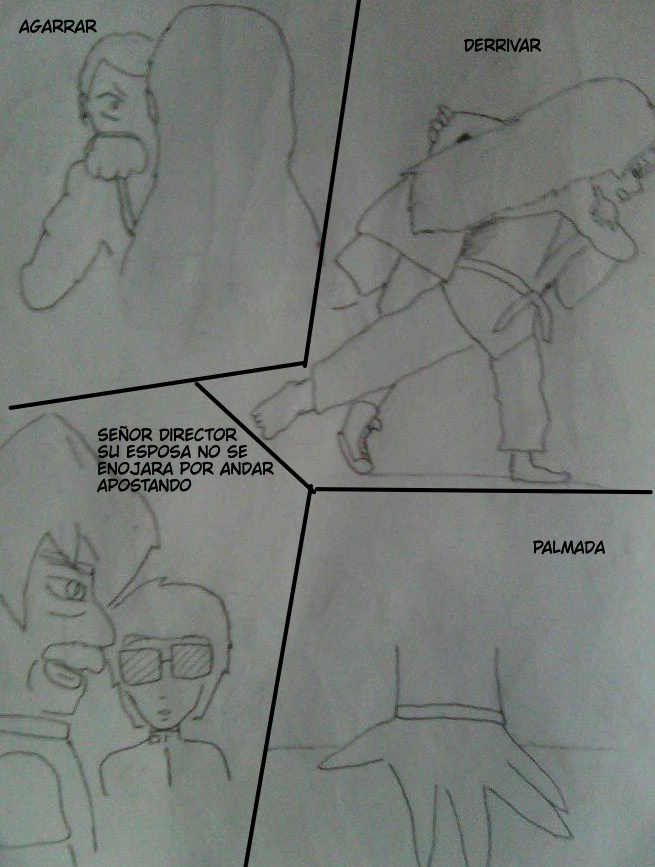 AGARRAR
DERRIVAR
SEÑOR DIRECTOR
SU ESPOSA NO SE
ENOJARA POR ANDAR
APOSTANDO
PALMADA